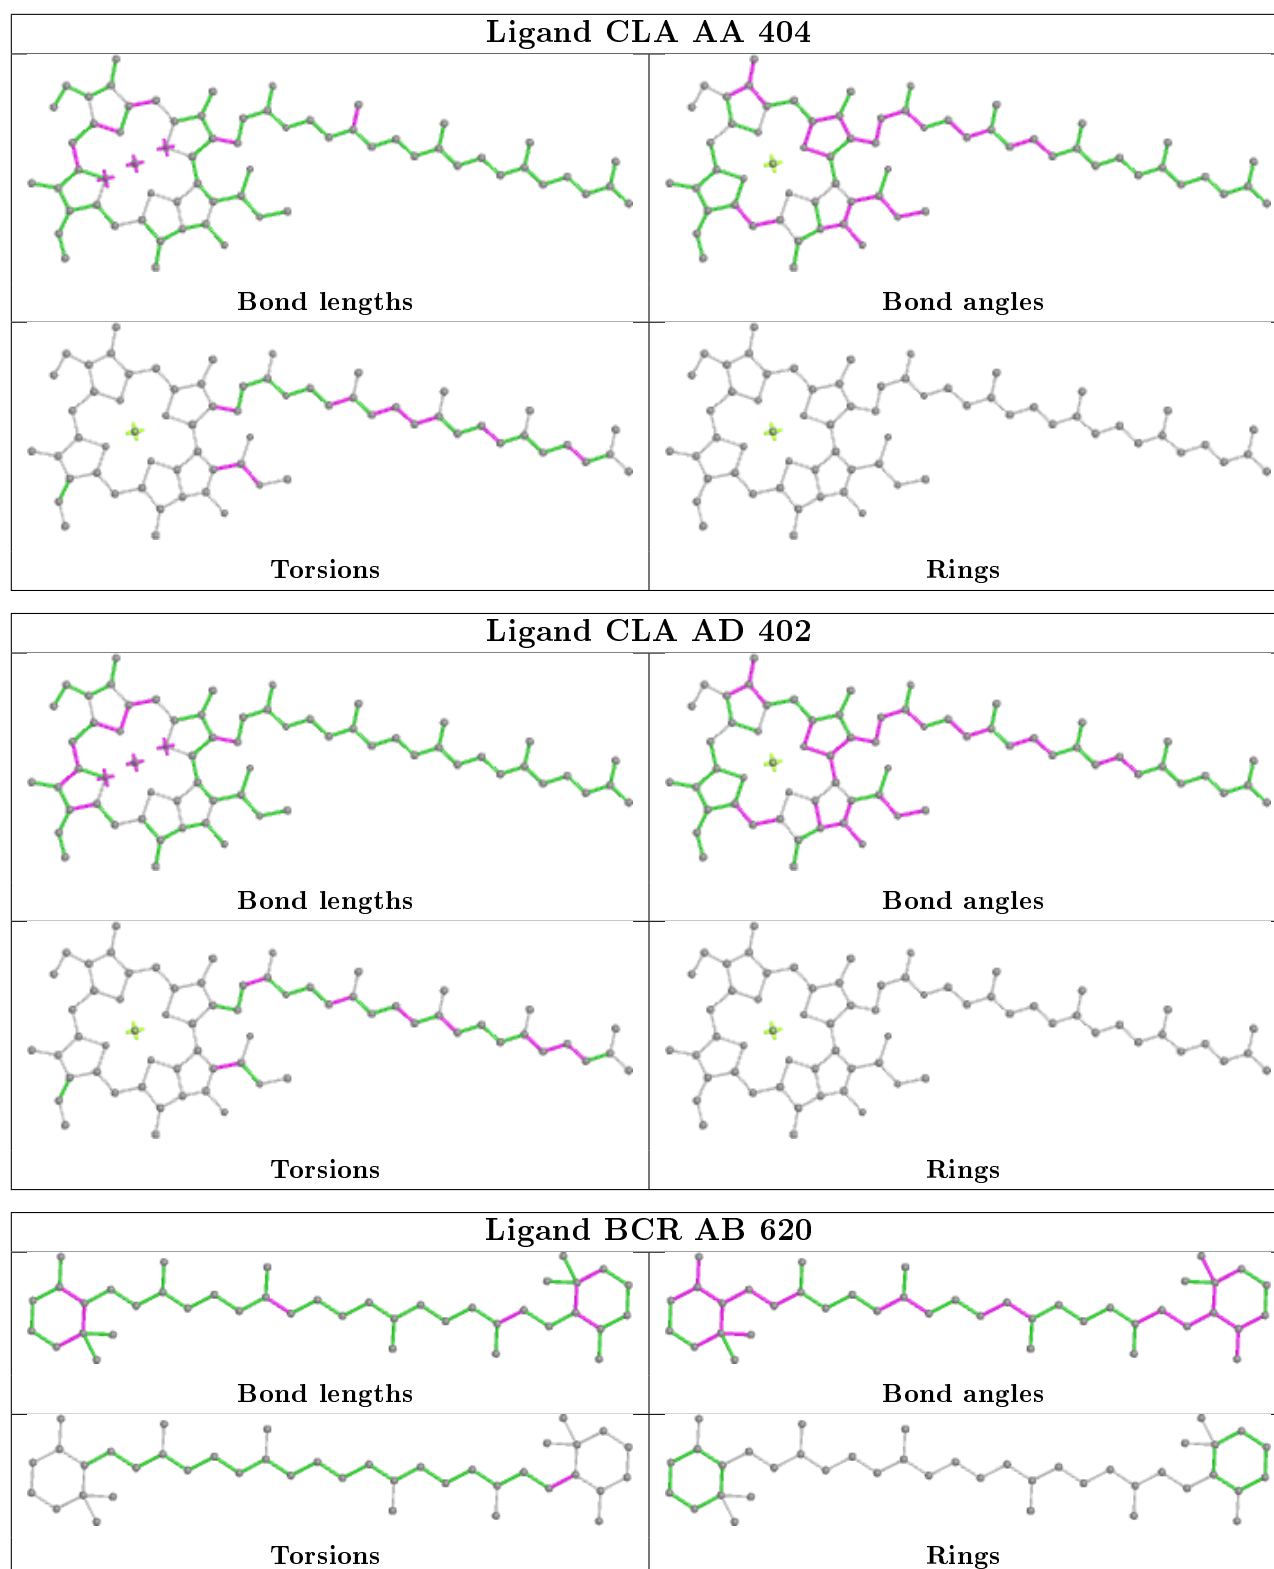 Ligand CLA AA 404
Bond lengths
Bond angles
Torsions
Rings
Ligand CLA AD 402
Bond lengths
Bond angles
Torsions
Rings
Ligand BCR AB 620
Bond lengths
Bond angles
Torsions
Rings